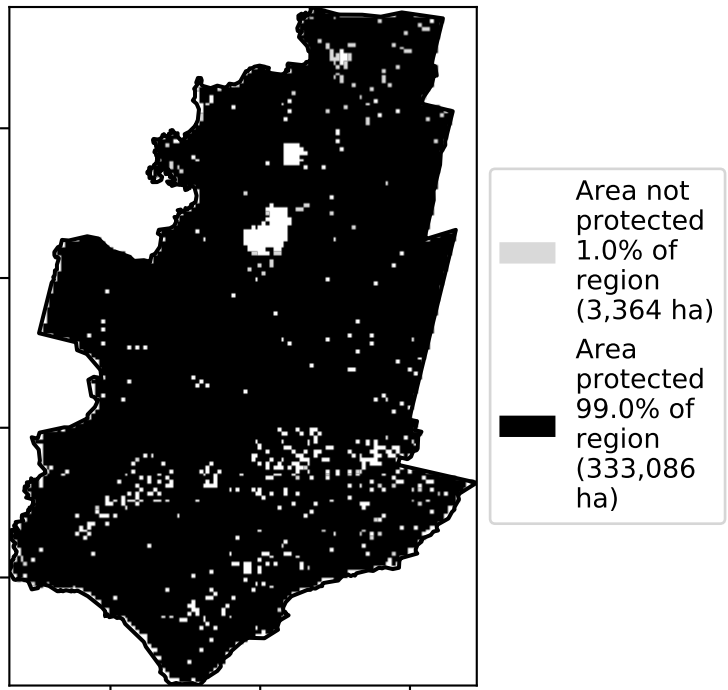 Area not
protected
1.0% of
region
(3,364 ha)
Area
protected
99.0% of
region
(333,086
ha)